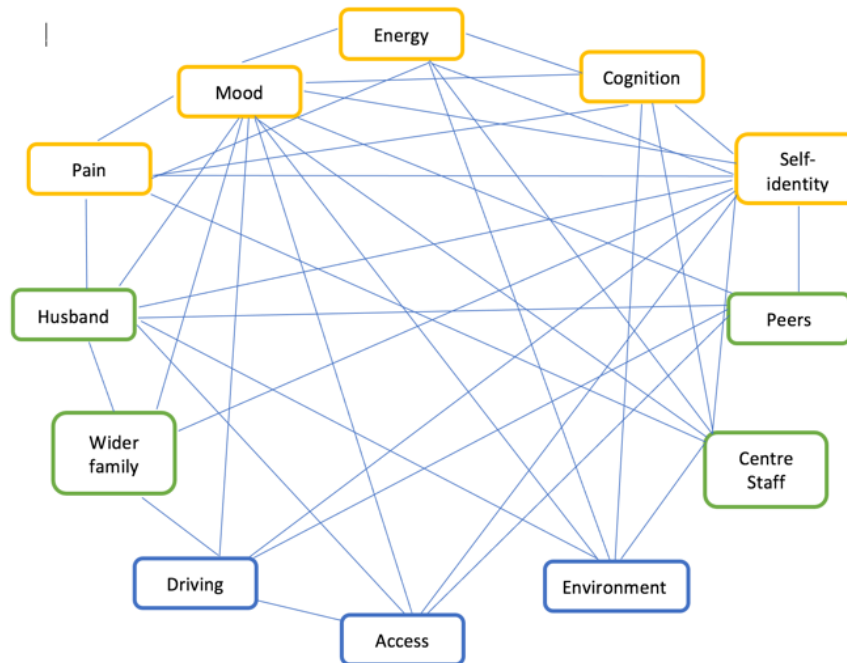 Energy
Cognition
Mood
Pain
Self-
identity
Husband
Peers
Wider
family
Centre
Staff
Driving
Environment
Access